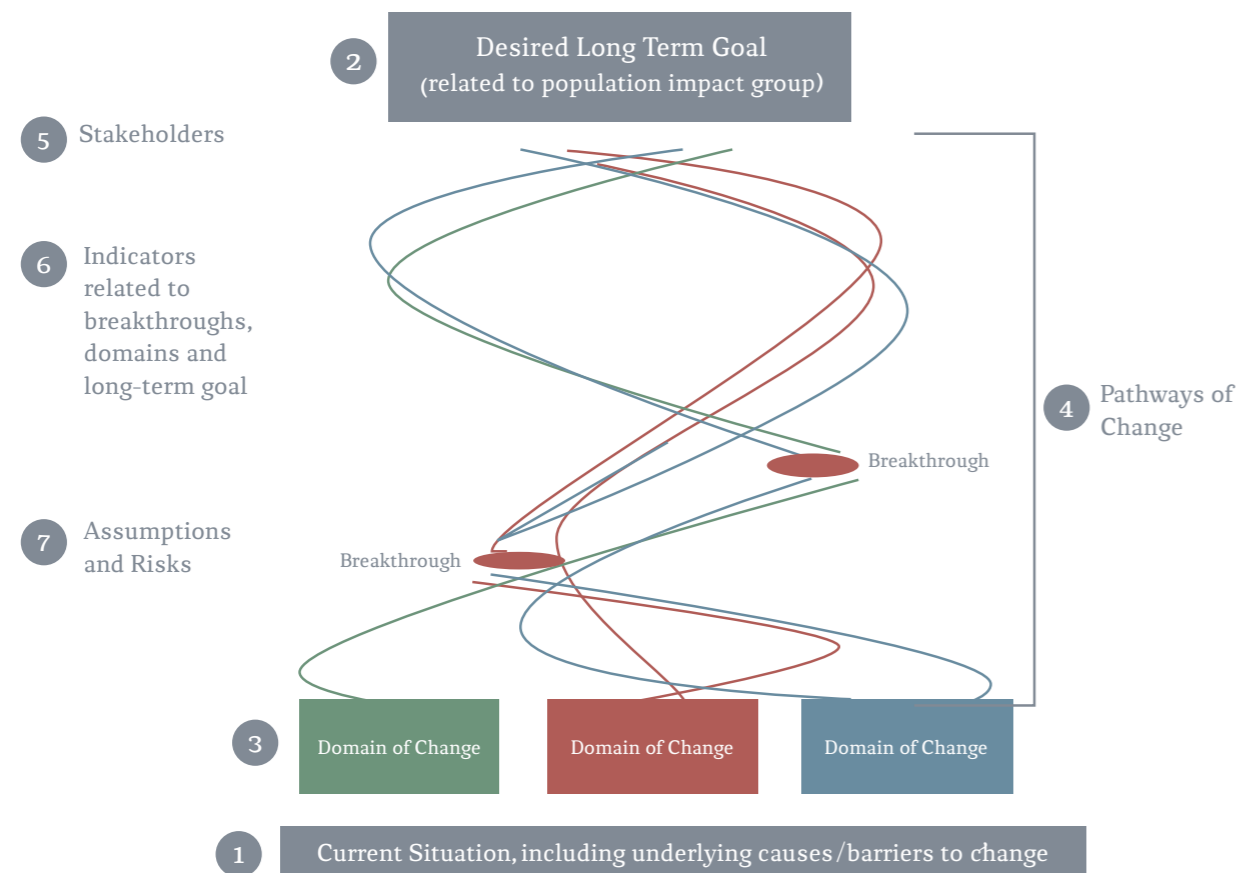 2
Desired Long Term Goal
(related to population impact group)
5
Stakeholders
6
Indicators
related to
breakthroughs,
domains and
long-term goal
4
Pathways of
Change
Breakthrough
7
Assumptions
and Risks
Breakthrough
3
Domain of Change
Domain of Change
Domain of Change
1
Current Situation, including underlying causes/barriers to change